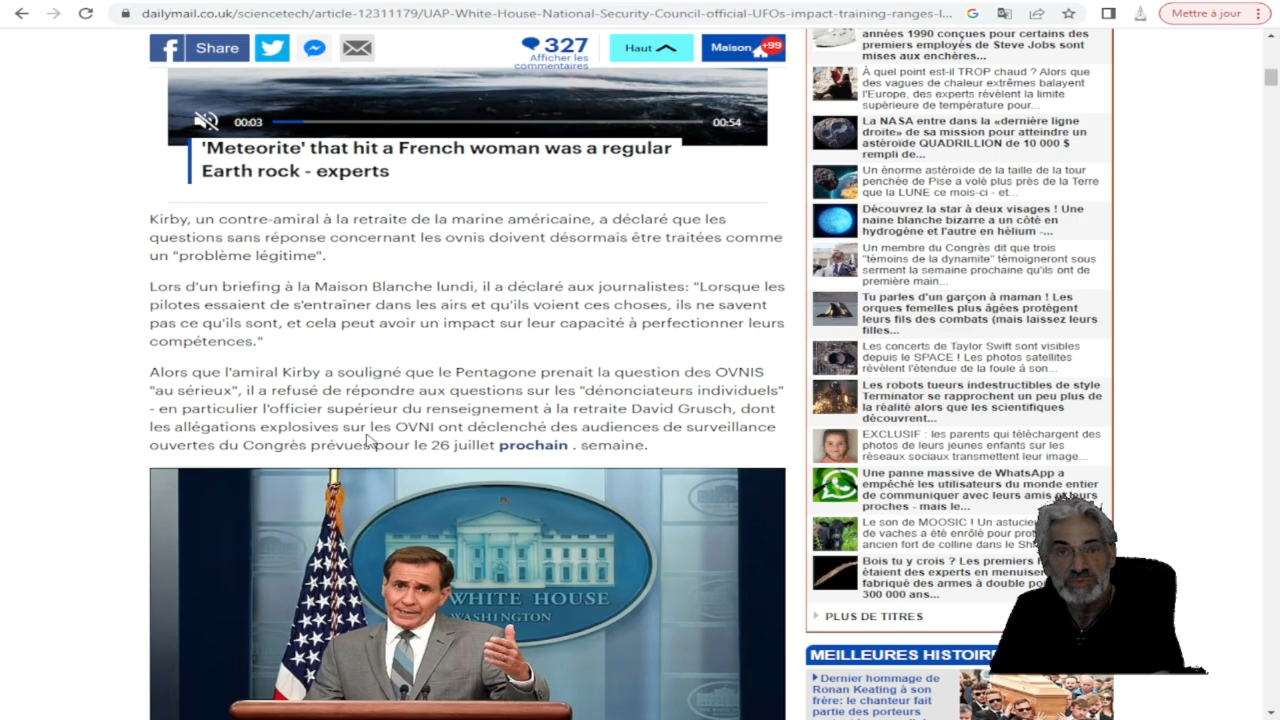 dailymail.co.uk/sciencetech/article-12311179/UAP-White-House-National-Security-Council-official-UFOs-impact-training-ranges-l...
Mettre à jour
Share
327
Afficher les
commentaires
Haut
Maison
+99
00:03
00:54
'Meteorite' that hit a French woman was a regular
Earth rock - experts
Kirby, un contre-amiral à la retraite de la marine américaine, a déclaré que les
questions sans réponse concernant les ovnis doivent désormais être traitées comme
un "problème légitime".
Lors d'un briefing à la Maison Blanche lundi, il a déclaré aux journalistes: "Lorsque les
pilotes essaient de s'entraîner dans les airs et qu'ils voient ces choses, ils ne savent
pas ce qu'ils sont, et cela peut avoir un impact sur leur capacité à perfectionner leurs
compétences."
Alors que l'amiral Kirby a souligné que le Pentagone prenait la question des OVNIS
"au sérieux", il a refusé de répondre aux questions sur les "dénonciateurs individuels"
- en particulier l'officier supérieur du renseignement à la retraite David Grusch, dont
les allégations explosives sur les OVNI ont déclenché des audiences de surveillance
ouvertes du Congrès prévues pour le 26 juillet prochain . semaine.
WHITE HOUSE
WASHINGTON
années 1990 conçues pour certains des
premiers employés de Steve Jobs sont
mises aux enchères...
À quel point est-il TROP chaud ? Alors que
des vagues de chaleur extrêmes balayent
l'Europe, des experts révèlent la limite
supérieure de température pour...
La NASA entre dans la «dernière ligne
droite» de sa mission pour atteindre un
astéroïde QUADRILLION de 10 000 $
rempli de...
Un énorme astéroïde de la taille de la tour
penchée de Pise a volé plus près de la Terre
que la LUNE ce mois-ci - et...
Découvrez la star à deux visages ! Une
naine blanche bizarre a un côté en
hydrogène et l'autre en hélium -...
Un membre du Congrès dit que trois
"témoins de la dynamite" témoigneront sous
serment la semaine prochaine qu'ils ont de
première main...
Tu parles d'un garçon à maman ! Les
orques femelles plus âgées protègent
leurs fils des combats (mais laissez leurs
filles...
Les concerts de Taylor Swift sont visibles
depuis le SPACE ! Les photos satellites
révèlent l'étendue de la foule à son...
Les robots tueurs indestructibles de style
Terminator se rapprochent un peu plus de
la réalité alors que les scientifiques
découvrent...
EXCLUSIF : les parents qui téléchargent des
photos de leurs jeunes enfants sur les
réseaux sociaux transmettent leur image...
Une panne massive de WhatsApp a
empêché les utilisateurs du monde entier
de communiquer avec leurs amis et leurs
proches - mais le...
Le son de MOOSIC ! Un astucie
de vaches a été enrôlé pour prot
ancien fort de colline dans le Sh
Bois tu y crois ? Les premiers
étaient des experts en menuiser
fabriqué des armes à double po
300 000 ans...
PLUS DE TITRES
MEILLEURES HISTOIR
Dernier hommage de
Ronan Keating à son
frère: le chanteur fait
partie des porteurs